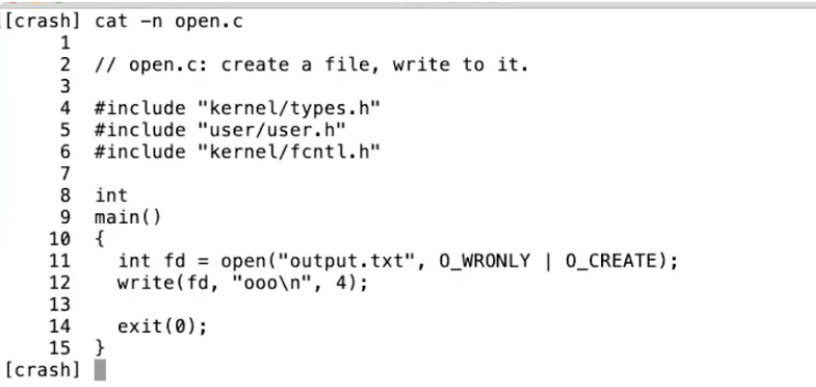 [crash] cat -n open.c
1
2 // open.c: create a file, write to it.
3
4 #include "kernel/types.h"
5 #include "user/user.h"
6 #include "kernel/fcntl.h"
7
8 int
9 main()
10 {
11   int fd = open("output.txt", O_WRONLY | O_CREATE);
12   write(fd, "ooo\n", 4);
13
14   exit(0);
15 }
[crash]